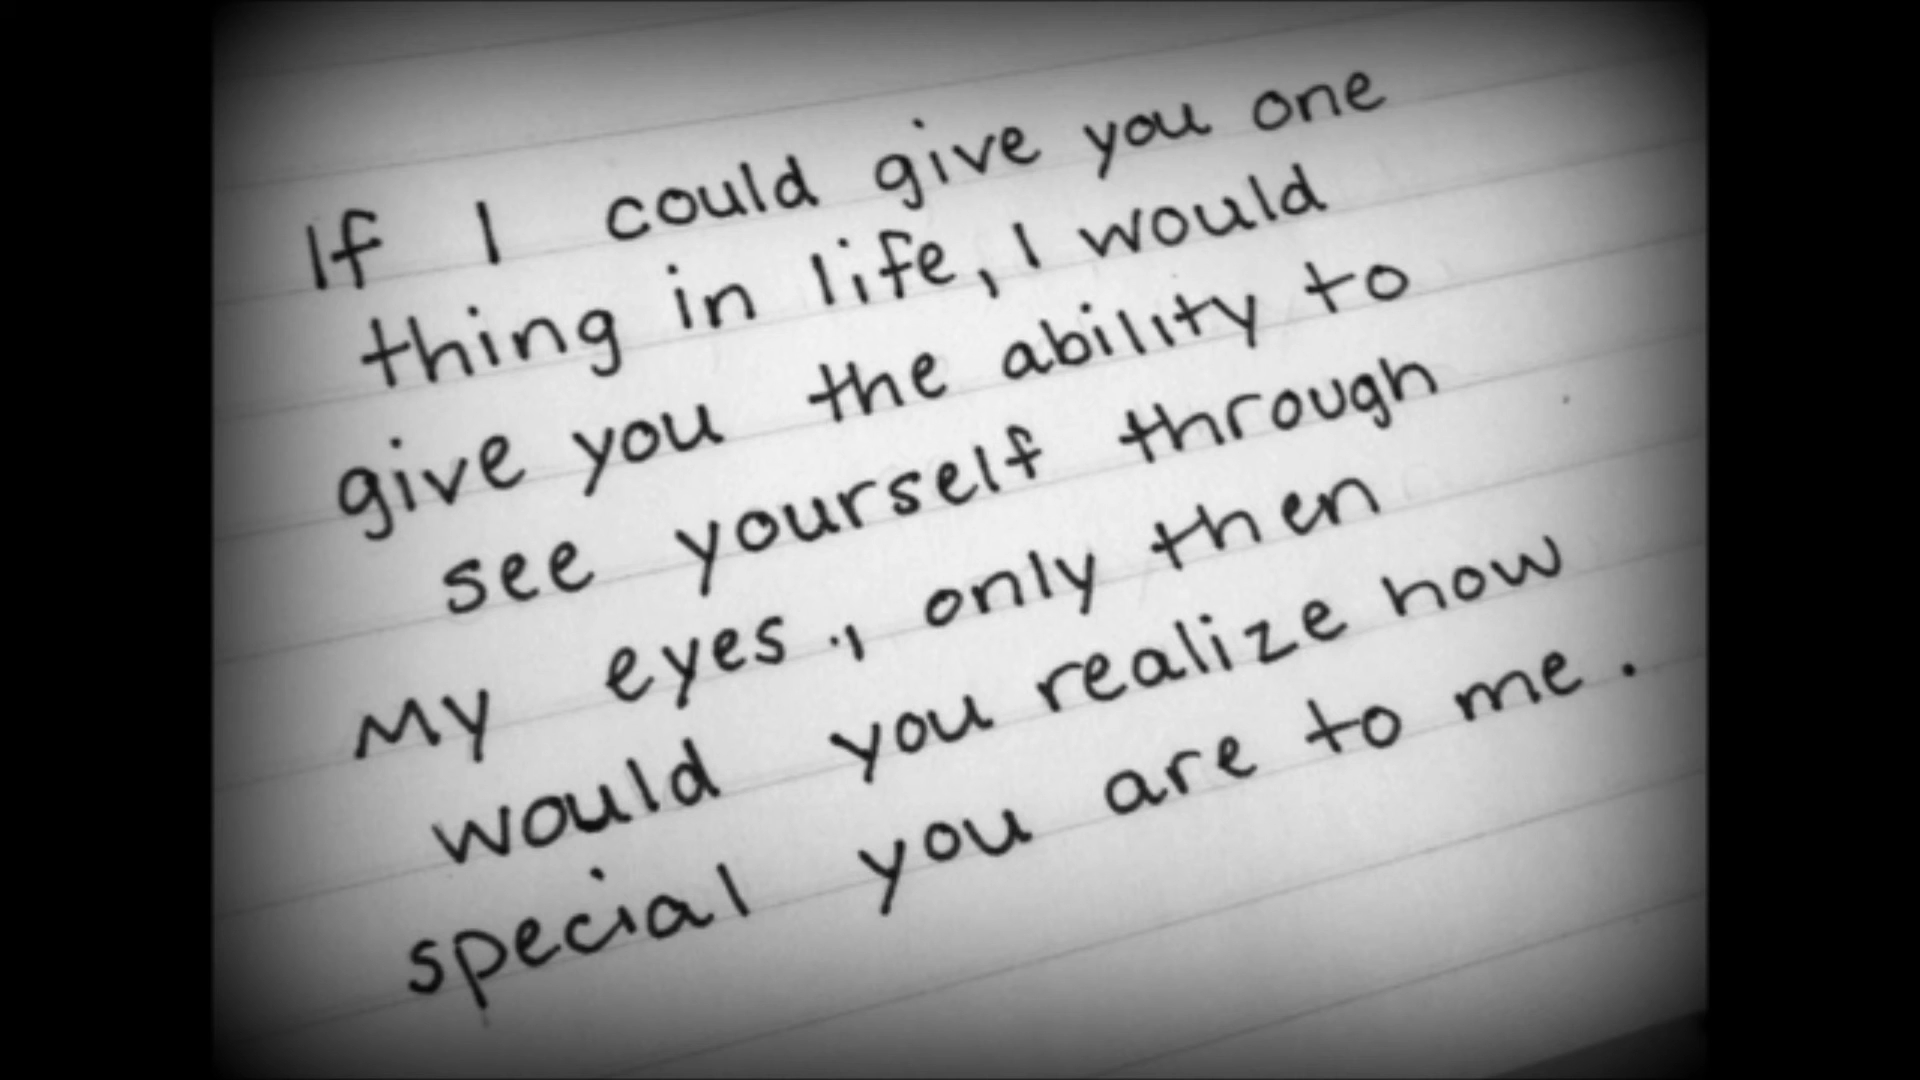 If I could give you one
thing in life, I would
give you the ability to
see yourself through
my eyes., only then
would you realize how
special you are to me.